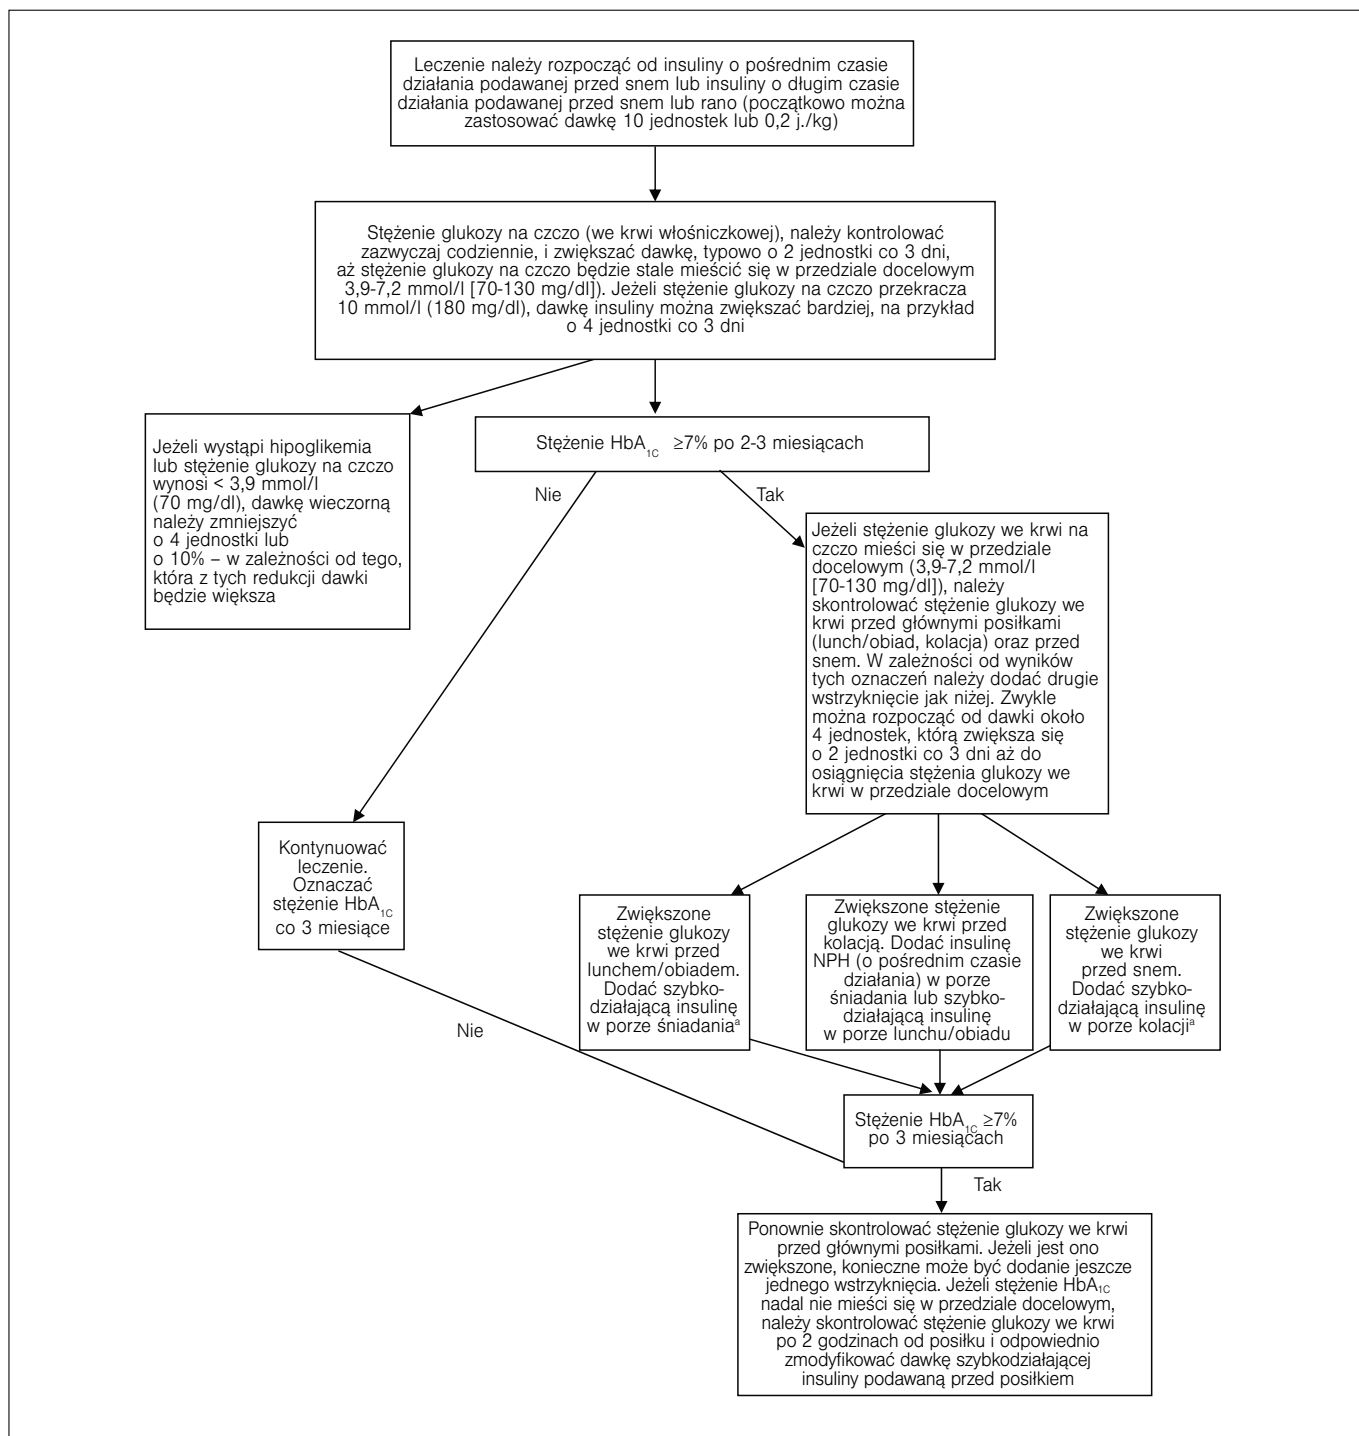 Leczenie należy rozpocząć od insuliny o pośrednim czasie
działania podawanej przed snem lub insuliny o długim czasie
działania podawanej przed snem lub rano (początkowo można
zastosować dawkę 10 jednostek lub 0,2 j./kg)
Stężenie glukozy na czczo (we krwi włośniczkowej), należy kontrolować
zazwyczaj codziennie, i zwiększać dawkę, typowo o 2 jednostki co 3 dni,
aż stężenie glukozy na czczo będzie stale mieścić się w przedziale docelowym
3,9-7,2 mmol/l [70-130 mg/dl]). Jeżeli stężenie glukozy na czczo przekracza
10 mmol/l (180 mg/dl), dawkę insuliny można zwiększać bardziej, na przykład
o 4 jednostki co 3 dni
Jeżeli wystąpi hipoglikemia
lub stężenie glukozy na czczo
wynosi < 3,9 mmol/l
(70 mg/dl), dawkę wieczorną
należy zmniejszyć
o 4 jednostki lub
o 10% – w zależności od tego,
która z tych redukcji dawki
będzie większa
Stężenie HbA1C ≥7% po 2-3 miesiącach
Nie
Tak
Jeżeli stężenie glukozy we krwi na
czczo mieści się w przedziale
docelowym (3,9-7,2 mmol/l
[70-130 mg/dl]), należy
skontrolować stężenie glukozy we
krwi przed głównymi posiłkami
(lunch/obiad, kolacja) oraz przed
snem. W zależności od wyników
tych oznaczeń należy dodać drugie
wstrzyknięcie jak niżej. Zwykle
można rozpocząć od dawki około
4 jednostek, którą zwiększa się
o 2 jednostki co 3 dni aż do
osiągnięcia stężenia glukozy we
krwi w przedziale docelowym
Kontynuować
leczenie.
Oznaczać
stężenie HbA1C
co 3 miesiące
Zwiększone
stężenie glukozy
we krwi przed
lunchem/obiadem.
Dodać szybko-
działającą insulinę
w porze śniadaniaª
Zwiększone stężenie
glukozy we krwi przed
kolacją. Dodać insulinę
NPH (o pośrednim czasie
działania) w porze
śniadania lub szybko-
działającą insulinę
w porze lunchu/obiadu
Zwiększone
stężenie glukozy
we krwi
przed snem.
Dodać szybko-
działającą insulinę
w porze kolacjiª
Nie
Stężenie HbA1C ≥7%
po 3 miesiącach
Tak
Ponownie skontrolować stężenie glukozy we krwi
przed głównymi posiłkami. Jeżeli jest ono
zwiększone, konieczne może być dodanie jeszcze
jednego wstrzyknięcia. Jeżeli stężenie HbA1C
nadal nie mieści się w przedziale docelowym,
należy skontrolować stężenie glukozy we krwi
po 2 godzinach od posiłku i odpowiednio
zmodyfikować dawkę szybkodziałającej
insuliny podawaną przed posiłkiem